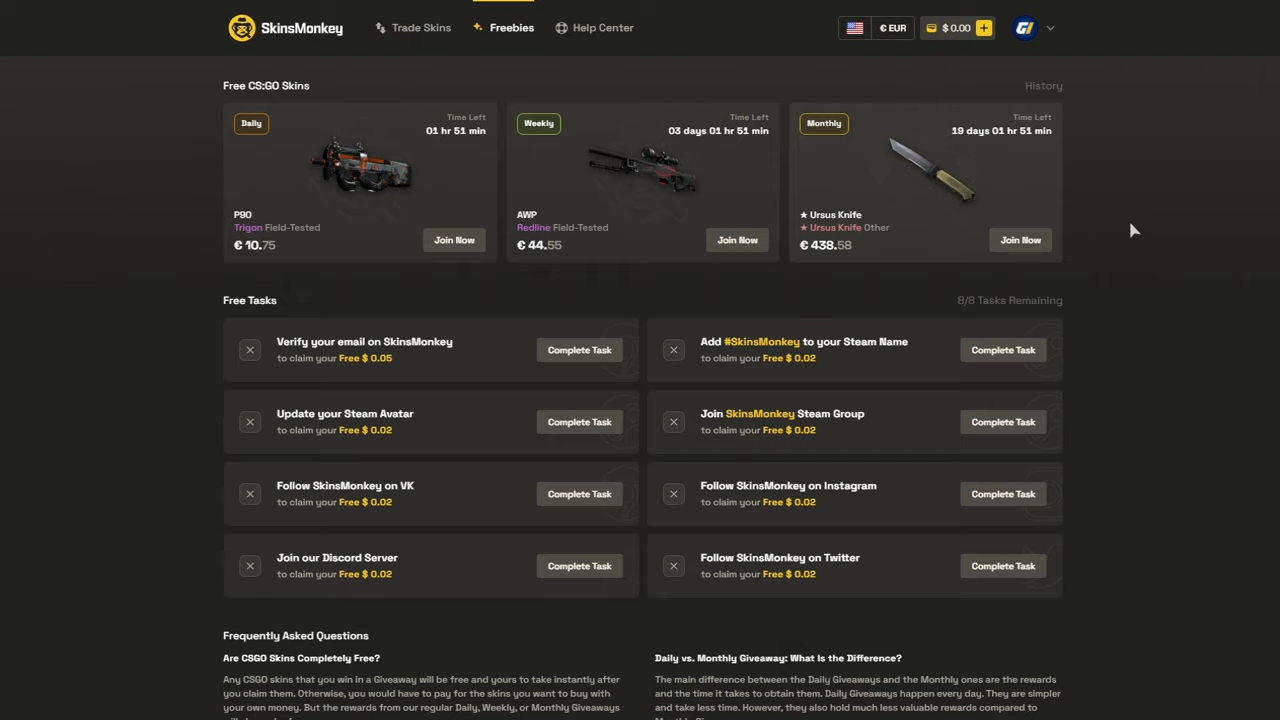 SkinsMonkey
Trade Skins
Freebies
Help Center
€ EUR
$ 0.00
Free CS:GO Skins
History
Daily
Time Left
01 hr 51 min
P90
Trigon Field-Tested
€ 10.75
Join Now
Weekly
Time Left
03 days 01 hr 51 min
AWP
Redline Field-Tested
€ 44.55
Join Now
Monthly
Time Left
19 days 01 hr 51 min
★ Ursus Knife
★ Ursus Knife Other
€ 438.58
Join Now
Free Tasks
8/8 Tasks Remaining
Verify your email on SkinsMonkey
to claim your Free $ 0.05
Complete Task
Add #SkinsMonkey to your Steam Name
to claim your Free $ 0.02
Complete Task
Update your Steam Avatar
to claim your Free $ 0.02
Complete Task
Join SkinsMonkey Steam Group
to claim your Free $ 0.02
Complete Task
Follow SkinsMonkey on VK
to claim your Free $ 0.02
Complete Task
Follow SkinsMonkey on Instagram
to claim your Free $ 0.02
Complete Task
Join our Discord Server
to claim your Free $ 0.02
Complete Task
Follow SkinsMonkey on Twitter
to claim your Free $ 0.02
Complete Task
Frequently Asked Questions
Are CSGO Skins Completely Free?
Any CSGO skins that you win in a Giveaway will be free and yours to take instantly after
you claim them. Otherwise, you would have to pay for the skins you want to buy with
your own money. But the rewards from our regular Daily, Weekly, or Monthly Giveaways
Daily vs. Monthly Giveaway: What Is the Difference?
The main difference between the Daily Giveaways and the Monthly ones are the rewards
and the time it takes to obtain them. Daily Giveaways happen every day. They are simpler
and take less time. However, they also hold much less valuable rewards compared to